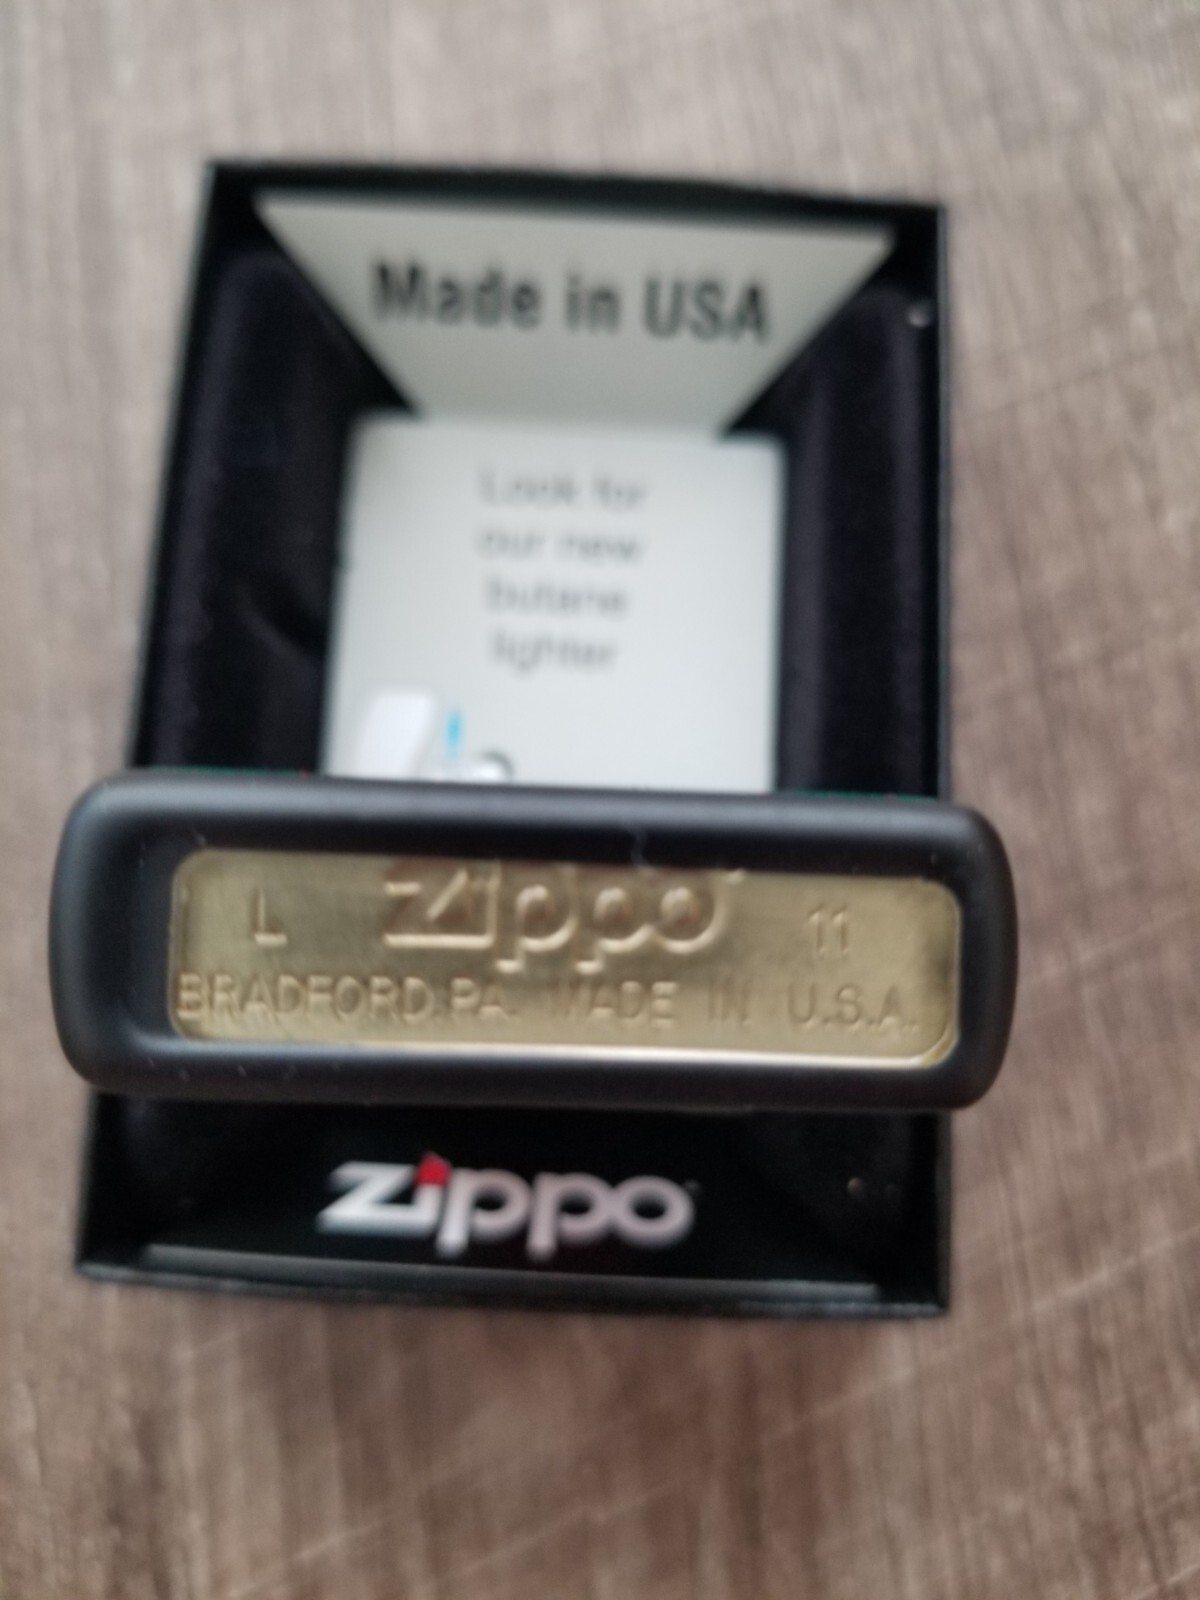 Made in USA
Look for
our new
butane
lighter
L zippo 11
BRADFORD.PA. MADE IN U.S.A.
zippo